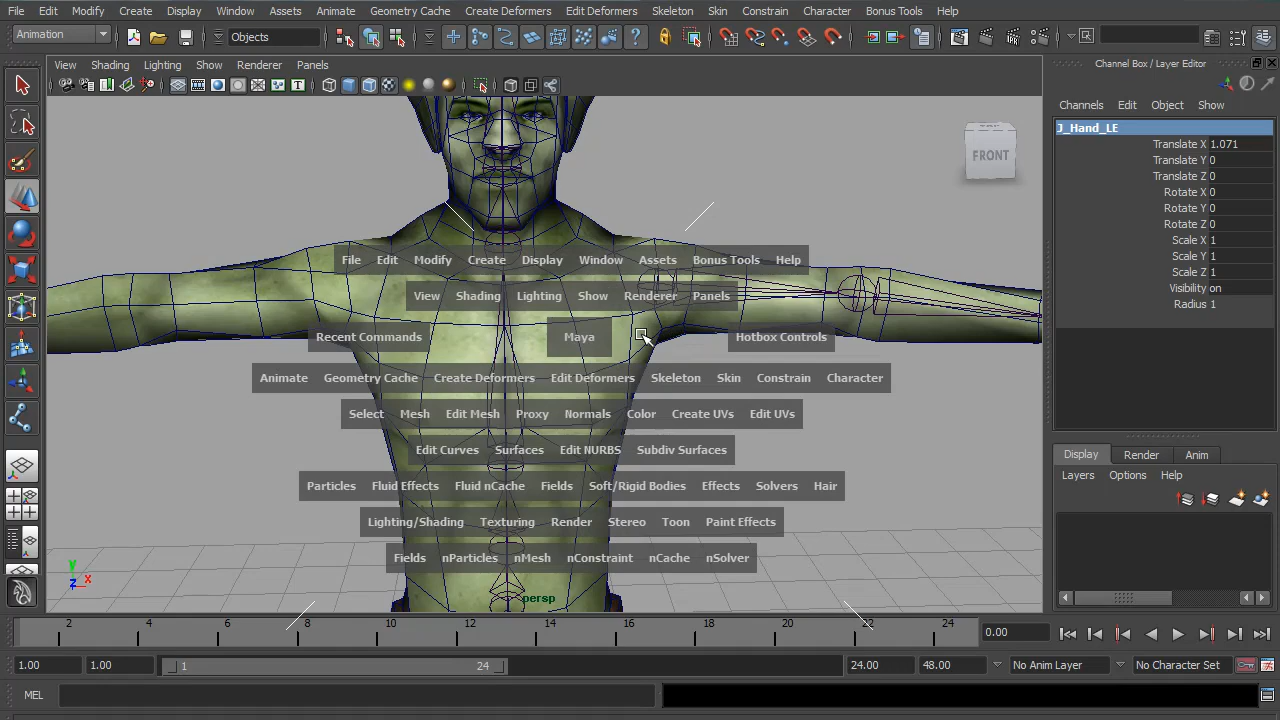 File Edit Modify Create Display Window Assets Animate Geometry Cache Create Deformers Edit Deformers Skeleton Skin Constrain Character Bonus Tools Help
Animation
Objects
View Shading Lighting Show Renderer Panels
Channel Box / Layer Editor
Channels Edit Object Show
J_Hand_LE
Translate X 1.071
Translate Y 0
Translate Z 0
Rotate X 0
Rotate Y 0
Rotate Z 0
Scale X 1
Scale Y 1
Scale Z 1
Visibility on
Radius 1
FRONT
File Edit Modify Create Display Window Assets Bonus Tools Help
View Shading Lighting Show Renderer Panels
Recent Commands Maya Hotbox Controls
Animate Geometry Cache Create Deformers Edit Deformers Skeleton Skin Constrain Character
Select Mesh Edit Mesh Proxy Normals Color Create UVs Edit UVs
Edit Curves Surfaces Edit NURBS Subdiv Surfaces
Particles Fluid Effects Fluid nCache Fields Soft/Rigid Bodies Effects Solvers Hair
Lighting/Shading Texturing Render Stereo Toon Paint Effects
Fields nParticles nMesh nConstraint nCache nSolver
Display Render Anim
Layers Options Help
y
z x
persp
2 4 6 8 10 12 14 16 18 20 22 24
0.00
1.00 1.00 1 24 24.00 48.00 No Anim Layer No Character Set
MEL